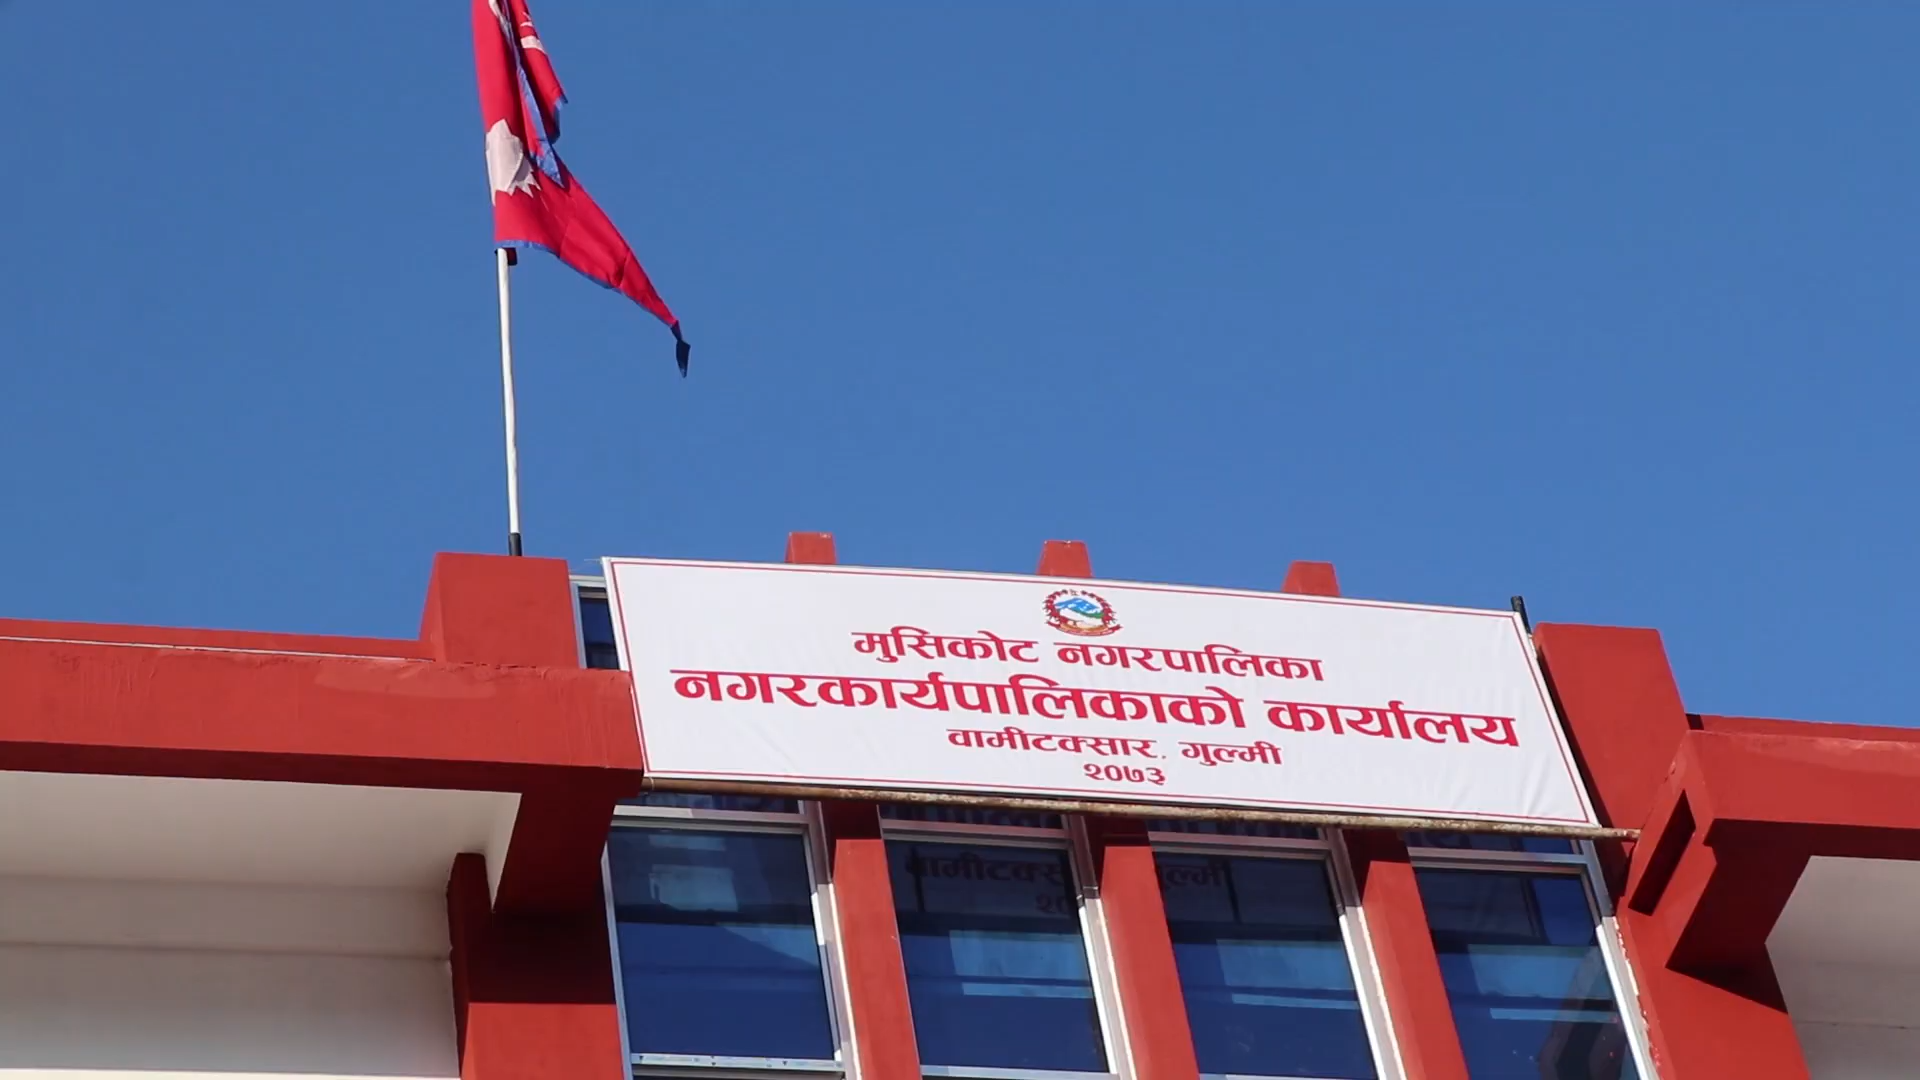 मुसिकोट नगरपालिका
नगरकार्यपालिकाको कार्यालय
वामीटक्सार, गुल्मी
२०७३